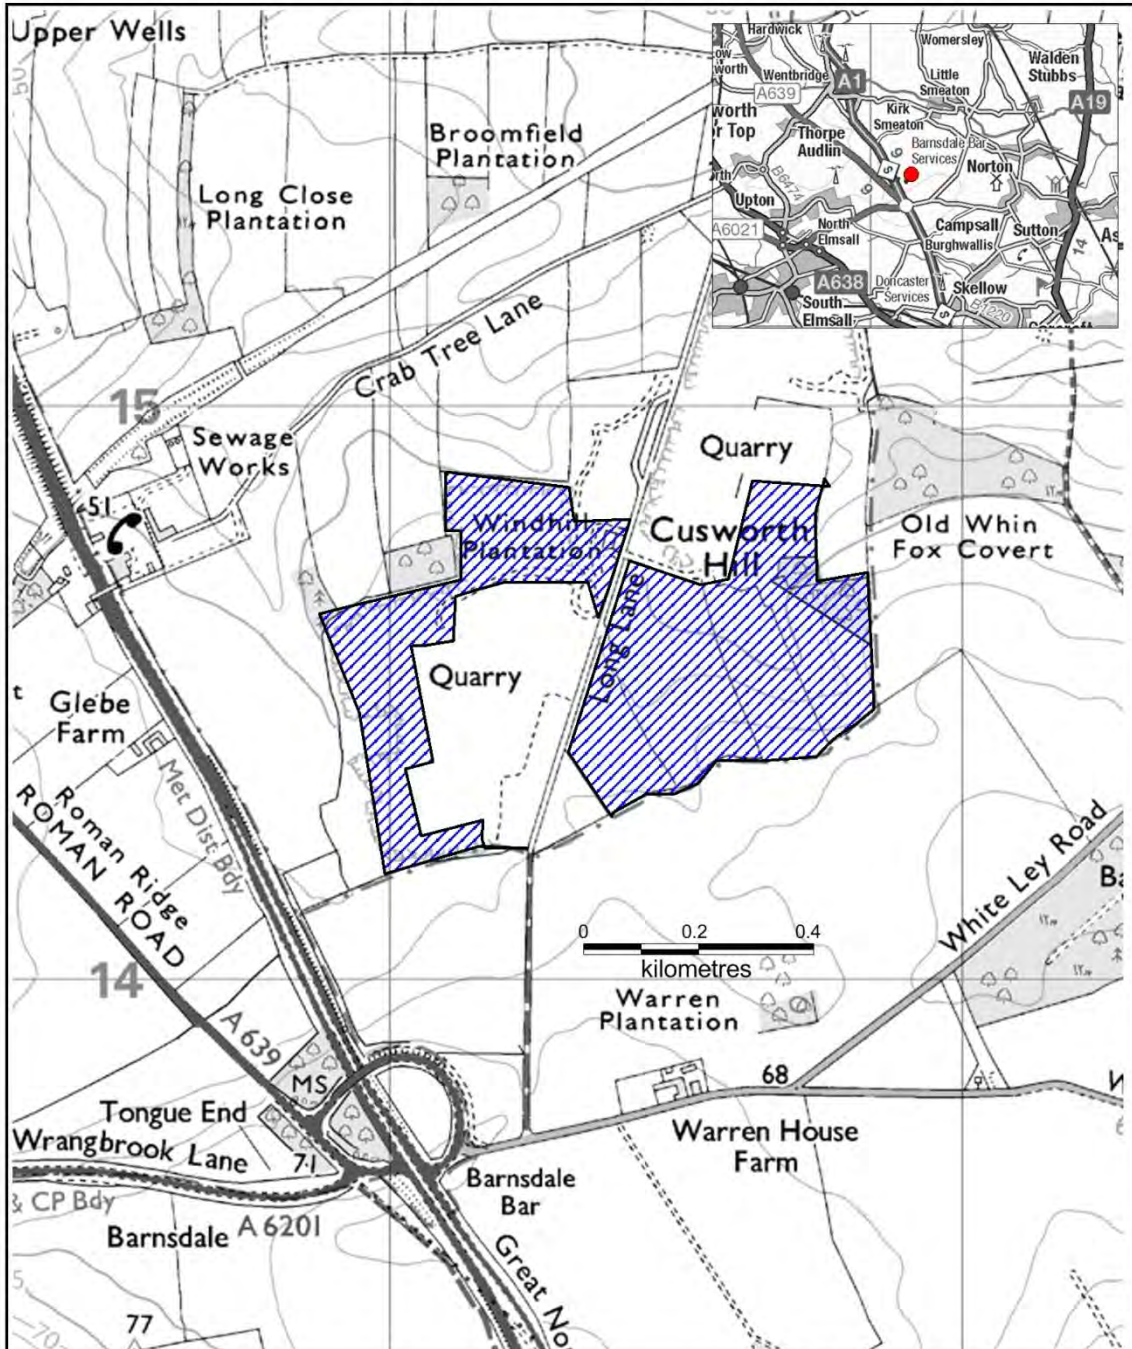 Upper Wells
Broomfield
Plantation
Long Close
Plantation
Crab Tree Lane
15
Sewage
Works
51
Quarry
Windhill
Plantation
Cusworth
Hill
Old Whin
Fox Covert
Long Lane
Quarry
Glebe
Farm
Met Dist Bdy
Roman Ridge
ROMAN ROAD
White Ley Road
Ba
0
0.2
0.4
kilometres
14
Warren
Plantation
A 639
MS
68
Tongue End
Wrangbrook Lane
71
Warren House
Farm
& CP Bdy
A 6201
Barnsdale
Barnsdale
Bar
Great No
77
70
50
Hardwick
Womersley
Wentbridge
A1
Little
Smeaton
Walden
Stubbs
A639
A19
Kirk
Smeaton
Thorpe
Audlin
Barnsdale Bar
Services
Norton
B6474
Upton
9
North
Elmsall
Campsall
Sutton
A6021
Burghwallis
14
A638
Doncaster
Services
Skellow
South
Elmsall
B1220